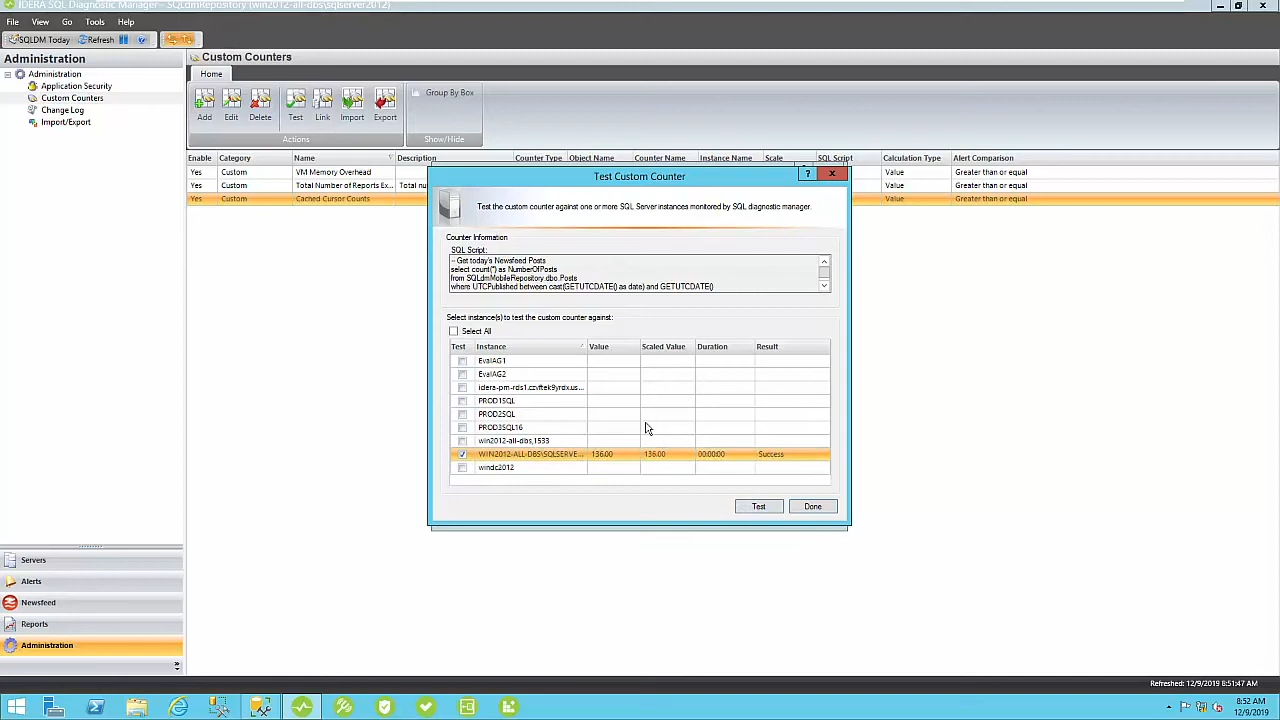 IDERA SQL Diagnostic Manager - SQLdmRepository (win2012-all-dbs\sqlserver2012)
File View Go Tools Help
SQLDM Today Refresh
Administration
Administration
Application Security
Custom Counters
Change Log
Import/Export
Custom Counters
Home
Add Edit Delete Test Link Import Export
Group By Box
Actions
Show/Hide
Enable Category Name Description Counter Type Object Name Counter Name Instance Name Scale SQL Script Calculation Type Alert Comparison
Yes Custom VM Memory Overhead Value Greater than or equal
Yes Custom Total Number of Reports Ex... Total nu Value Greater than or equal
Yes Custom Cached Cursor Counts Value Greater than or equal
Test Custom Counter
?
Test the custom counter against one or more SQL Server instances monitored by SQL diagnostic manager.
Counter Information
SQL Script:
-- Get today's Newsfeed Posts
select count(*) as NumberOfPosts
from SQLdmMobileRepository.dbo.Posts
where UTCPublished between cast(GETUTCDATE() as date) and GETUTCDATE()
Select instance(s) to test the custom counter against:
Select All
Test Instance Value Scaled Value Duration Result
EvalAG1
EvalAG2
idera-pm-rds1.czvftek9yrdx.us...
PROD1SQL
PROD2SQL
PROD3SQL16
win2012-all-dbs,1533
WIN2012-ALL-DBS\SQLSERVE... 136.00 136.00 00:00:00 Success
windc2012
Test Done
Servers
Alerts
Newsfeed
Reports
Administration
Refreshed: 12/9/2019 8:51:47 AM
8:52 AM
12/9/2019